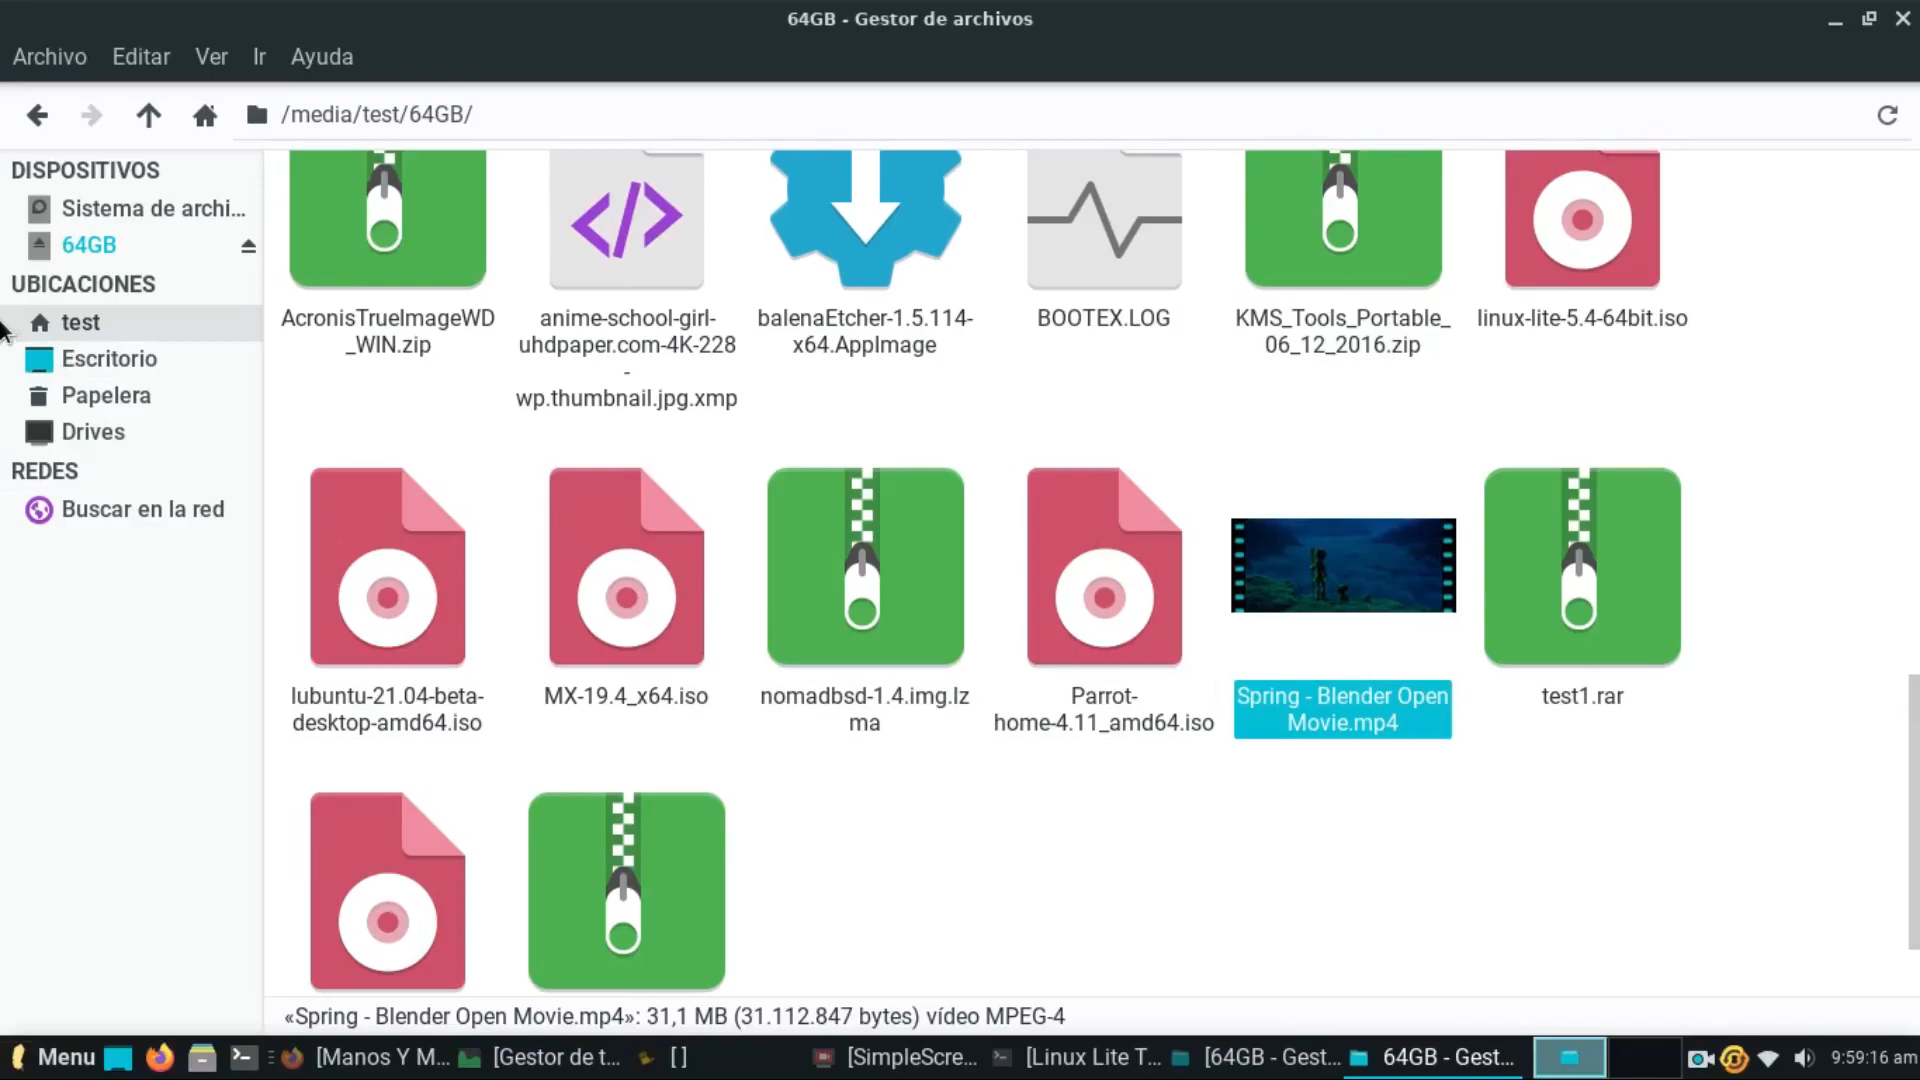 64GB - Gestor de archivos
Archivo Editar Ver Ir Ayuda
/media/test/64GB/
DISPOSITIVOS
Sistema de archi...
64GB
UBICACIONES
test
Escritorio
Papelera
Drives
REDES
Buscar en la red
AcronisTrueImageWD
_WIN.zip
anime-school-girl-
uhdpaper.com-4K-228
-
wp.thumbnail.jpg.xmp
balenaEtcher-1.5.114-
x64.AppImage
BOOTEX.LOG
KMS_Tools_Portable_
06_12_2016.zip
linux-lite-5.4-64bit.iso
lubuntu-21.04-beta-
desktop-amd64.iso
MX-19.4_x64.iso
nomadbsd-1.4.img.lz
ma
Parrot-
home-4.11_amd64.iso
Spring - Blender Open
Movie.mp4
test1.rar
«Spring - Blender Open Movie.mp4»: 31,1 MB (31.112.847 bytes) vídeo MPEG-4
Menu [Manos Y M... [Gestor de t... [] [SimpleScre... [Linux Lite T... [64GB - Gest... 64GB - Gest... 9:59:16 am